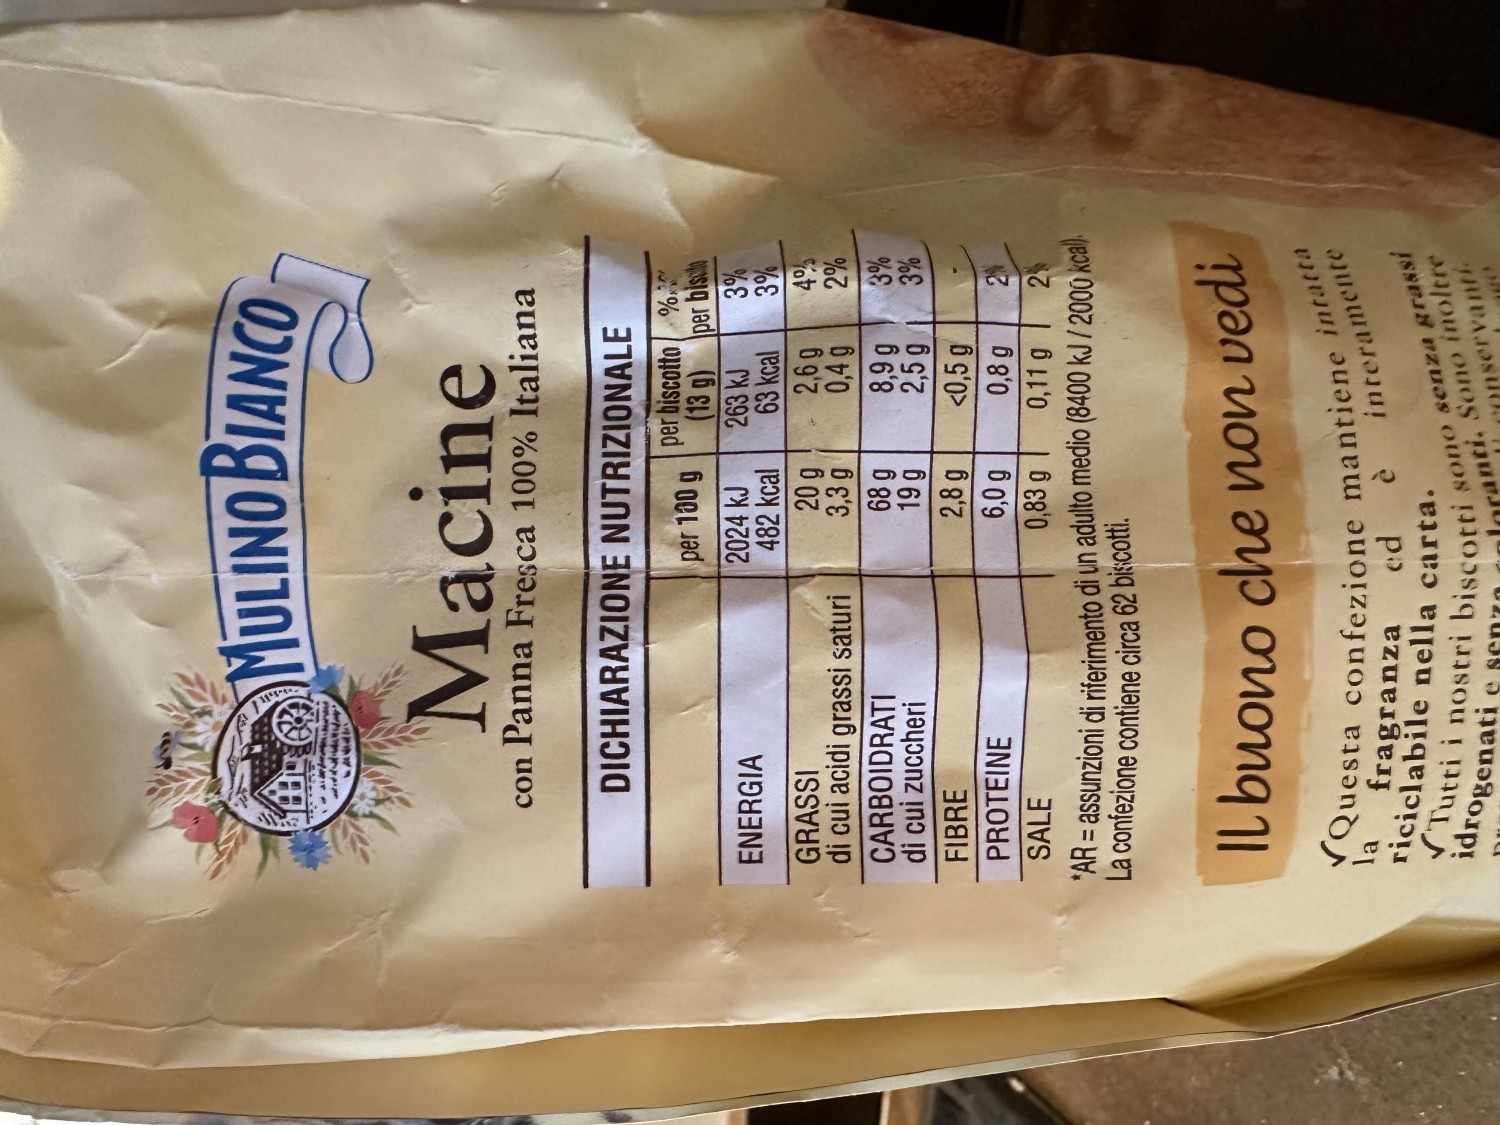 MULINO BIANCO
Macine
con Panna Fresca 100% Italiana
DICHIARAZIONE NUTRIZIONALE
per 100 g per biscotto (13 g) per biscotto
ENERGIA 2024 kJ 263 kJ 3%
482 kcal 63 kcal 3%
GRASSI 20 g 2,6 g 4%
di cui acidi grassi saturi 3,3 g 0,4 g 2%
CARBOIDRATI 68 g 8,9 g 3%
di cui zuccheri 19 g 2,5 g 3%
FIBRE 2,8 g <0,5 g -
PROTEINE 6,0 g 0,8 g 2%
SALE 0,83 g 0,11 g 2%
*AR = assunzioni di riferimento di un adulto medio (8400 kJ / 2000 kcal).
La confezione contiene circa 62 biscotti.
Il buono che non vedi
✓Questa confezione mantiene intatta
la fragranza ed è interamente
riciclabile nella carta.
✓Tutti i nostri biscotti sono senza grassi
idrogenati e senza coloranti. Sono inoltre